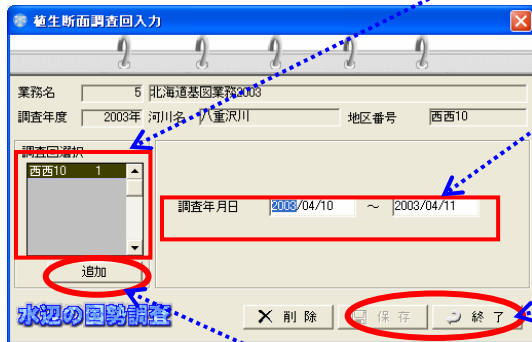 植生断面調査回入力
業務名 5 北海道基図業務2003
調査年度 2003年 河川名 八重沢川 地区番号 西西10
調査回選択
西西10 1
調査年月日 2003/04/10 ～ 2003/04/11
追加
水辺の国勢調査 削除 保存 終了